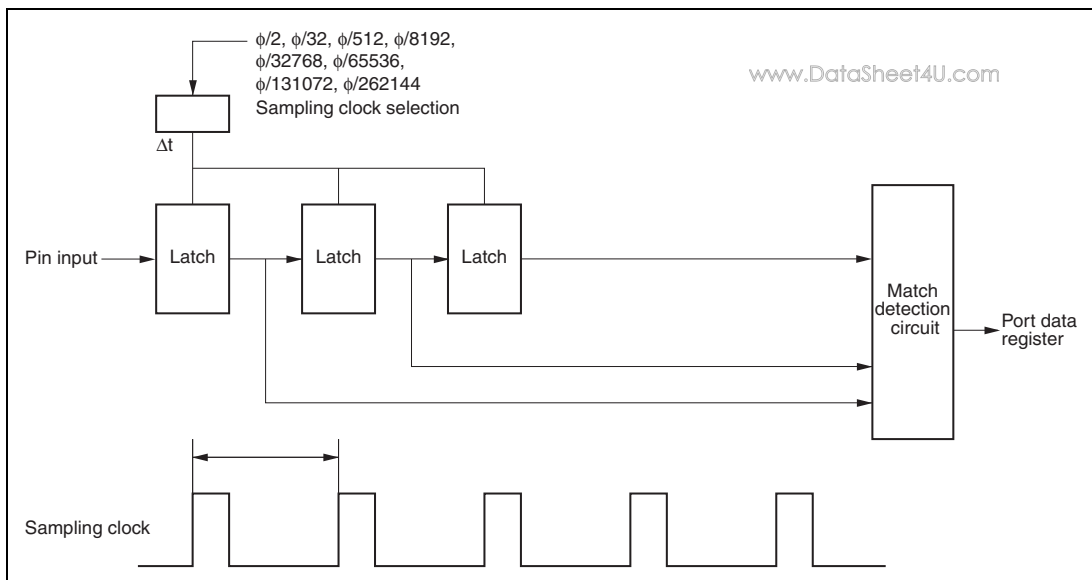 ϕ/2, ϕ/32, ϕ/512, ϕ/8192,
ϕ/32768, ϕ/65536,
ϕ/131072, ϕ/262144
Sampling clock selection
www.DataSheet4U.com
Δt
Pin input
Latch
Latch
Latch
Match
detection
circuit
Port data
register
Sampling clock